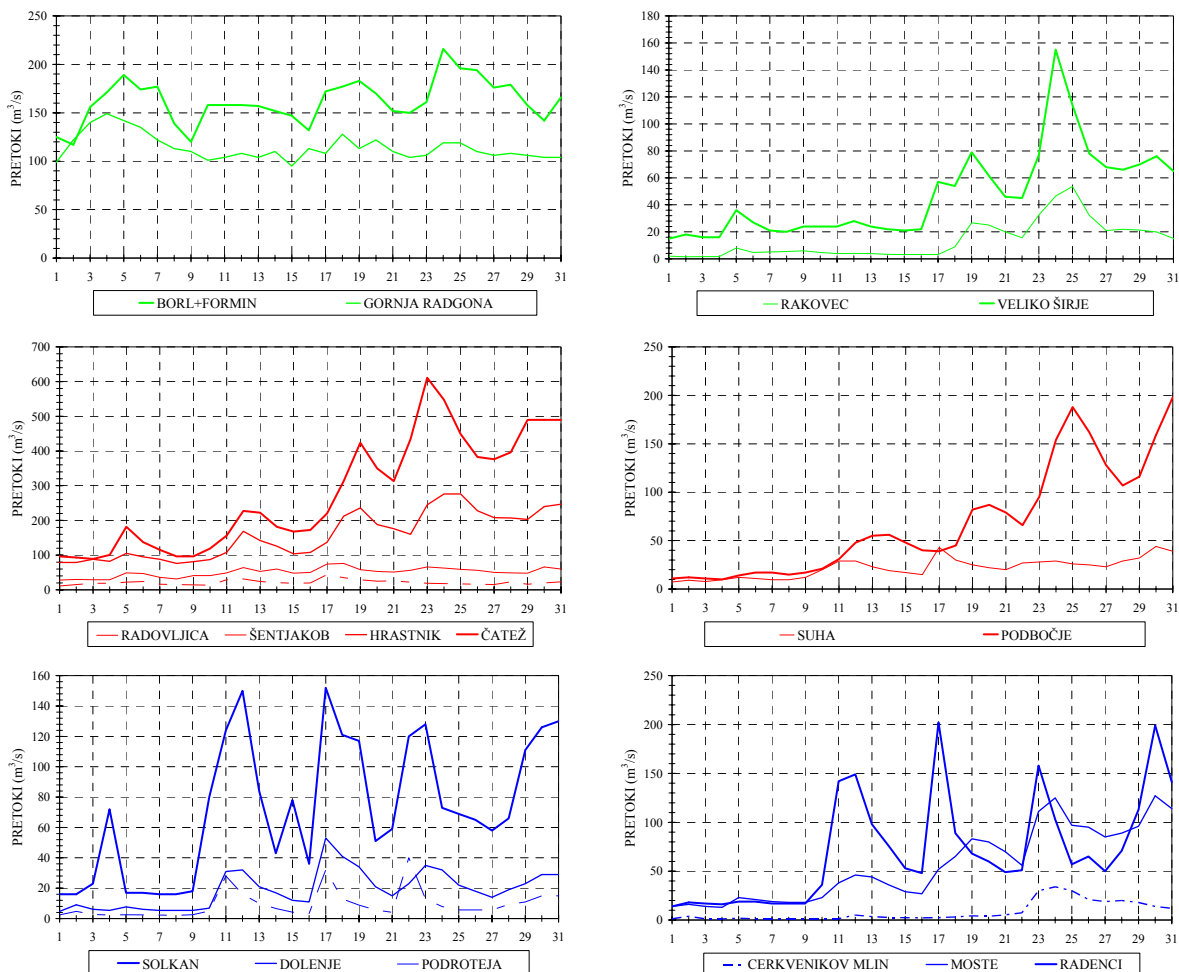 250
200
150
100
50
0
PRETOKI (m³/s)
1 3 5 7 9 11 13 15 17 19 21 23 25 27 29 31
BORL+FORMIN GORNJA RADGONA
180
160
140
120
100
80
60
40
20
0
PRETOKI (m³/s)
1 3 5 7 9 11 13 15 17 19 21 23 25 27 29 31
RAKOVEC VELIKO ŠIRJE
700
600
500
400
300
200
100
0
PRETOKI (m³/s)
1 3 5 7 9 11 13 15 17 19 21 23 25 27 29 31
RADOVLJICA ŠENTJAKOB HRASTNIK ČATEŽ
250
200
150
100
50
0
PRETOKI (m³/s)
1 3 5 7 9 11 13 15 17 19 21 23 25 27 29 31
SUHA PODBOČJE
160
140
120
100
80
60
40
20
0
PRETOKI (m³/s)
1 3 5 7 9 11 13 15 17 19 21 23 25 27 29 31
SOLKAN DOLENJE PODROTEJA
250
200
150
100
50
0
PRETOKI (m³/s)
1 3 5 7 9 11 13 15 17 19 21 23 25 27 29 31
CERKVENIKOV MLIN MOSTE RADENCI